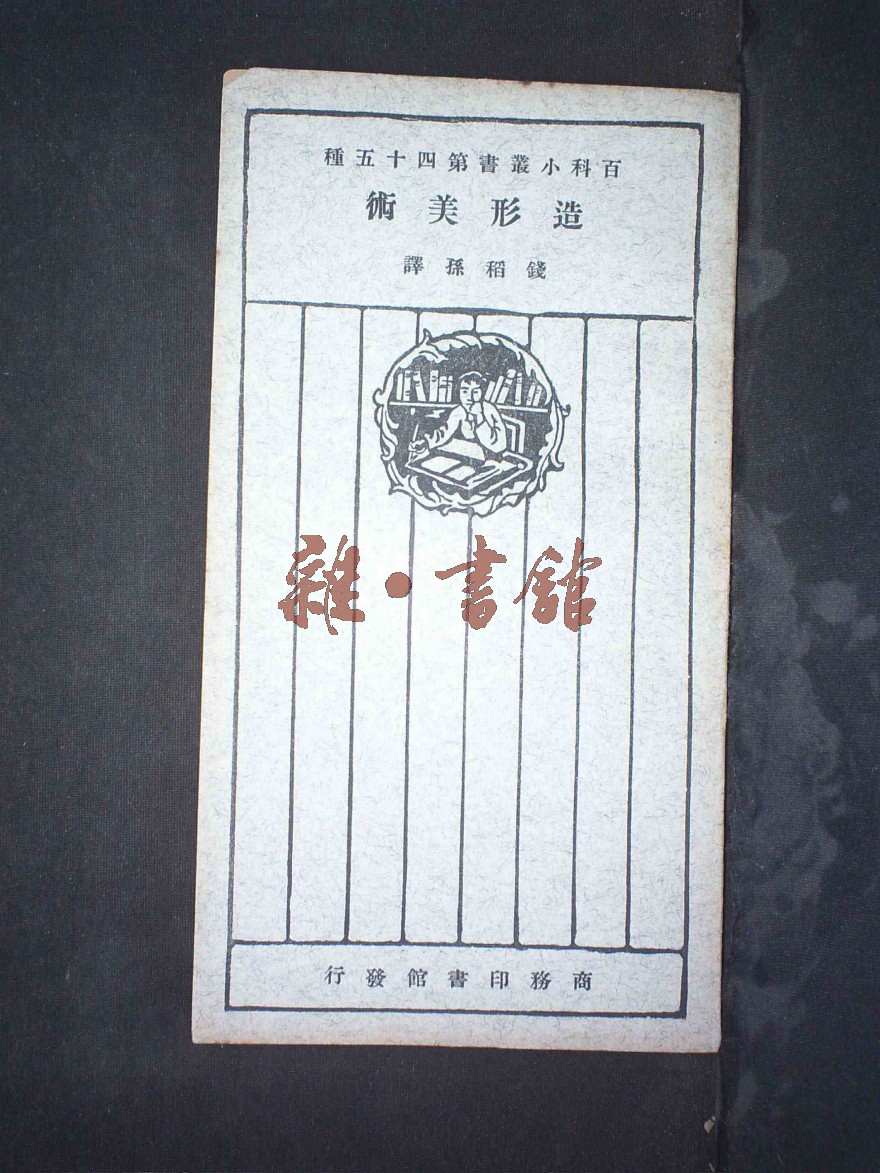 百科小叢書第四十五種
造形美術
錢稻孫譯
雜·書館
商務印書館發行